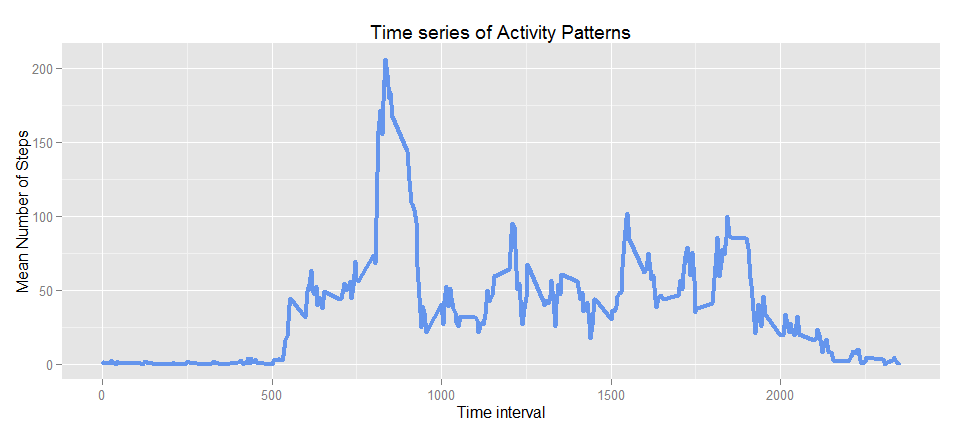 Time series of Activity Patterns
Mean Number of Steps
200
150
100
50
0
0 500 1000 1500 2000
Time interval